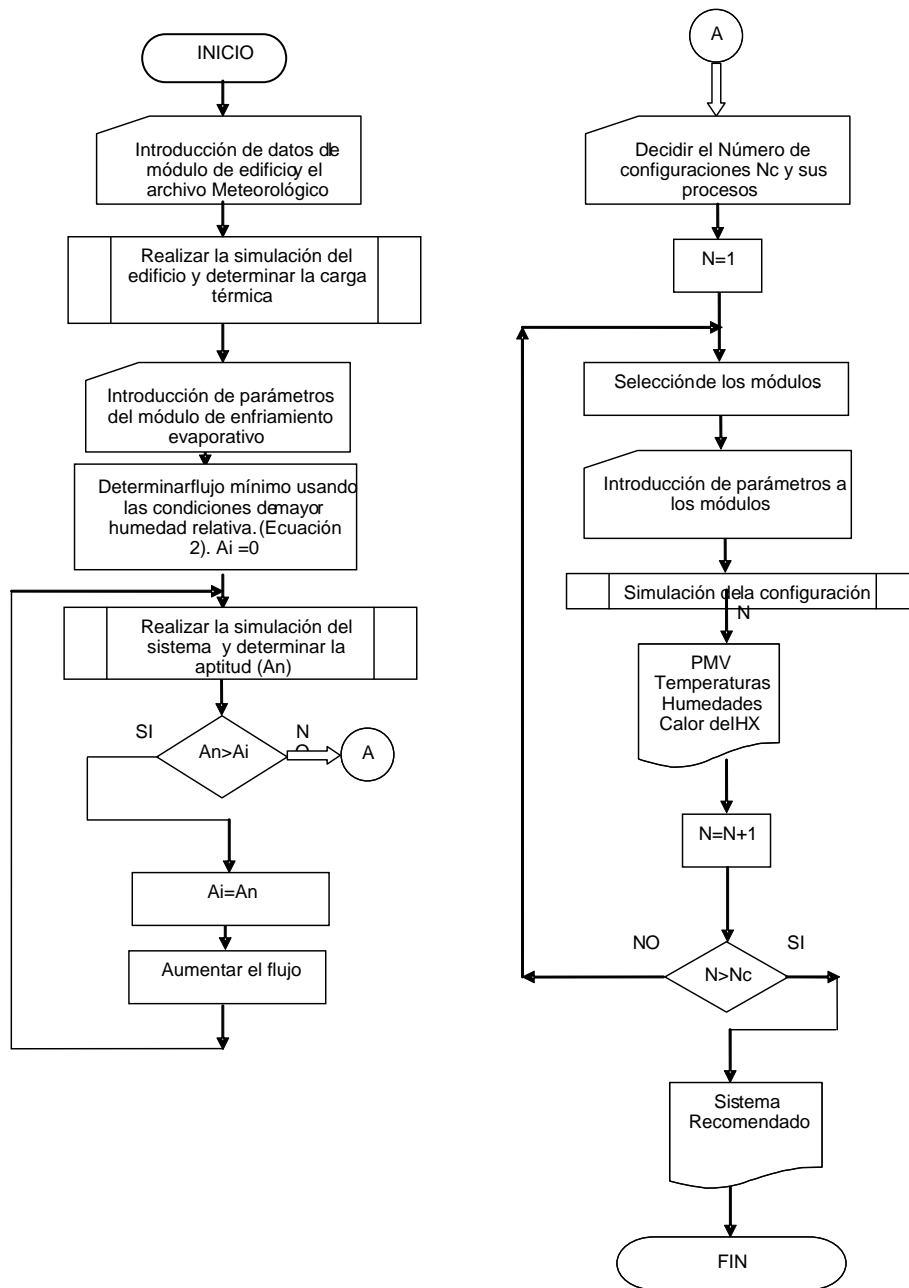 INICIO
Introducción de datos de
módulo de edificio y el
archivo Meteorológico
Realizar la simulación del
edificio y determinar la carga
térmica
Introducción de parámetros
del módulo de enfriamiento
evaporativo
Determinar flujo mínimo usando
las condiciones de mayor
humedad relativa. (Ecuación
2). Ai =0
Realizar la simulación del
sistema y determinar la
aptitud (An)
SI
An>Ai
N
A
Ai=An
Aumentar el flujo
A
Decidir el Número de
configuraciones Nc y sus
procesos
N=1
Selección de los módulos
Introducción de parámetros a
los módulos
Simulación de la configuración
N
PMV
Temperaturas
Humedades
Calor del HX
N=N+1
NO
N>Nc
SI
Sistema
Recomendado
FIN